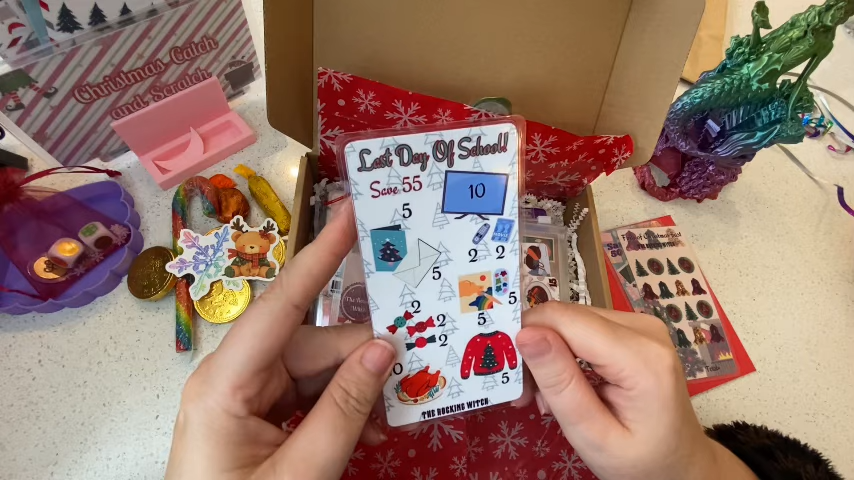 Christmas Catch
and Scratch
Last Day Of School!
Save 55
10
5
2 2
5
5
2
2
5
2
0
5
THE ROCKING WITCH